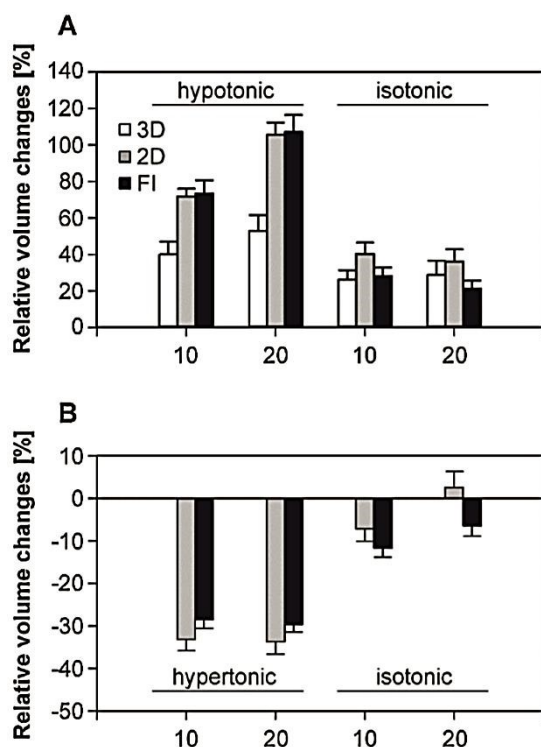 A
Relative volume changes [%]
140
120
100
80
60
40
20
0
hypotonic isotonic
3D
2D
FI
10 20 10 20
B
Relative volume changes [%]
10
0
-10
-20
-30
-40
-50
hypertonic isotonic
10 20 10 20